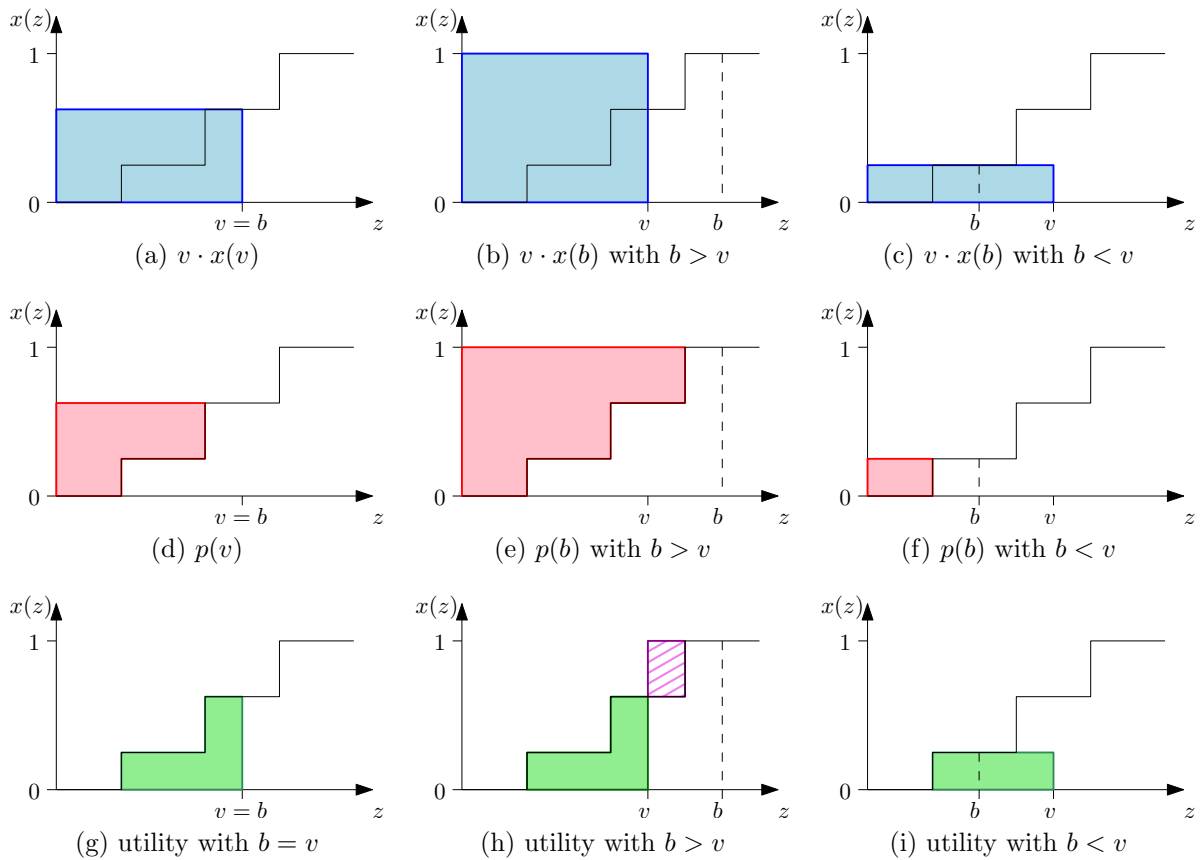 x(z) x(z) x(z)
1 1 1
0 0 0
v = b z v b z b v z
(a) v · x(v) (b) v · x(b) with b > v (c) v · x(b) with b < v
x(z) x(z) x(z)
1 1 1
0 0 0
v = b z v b z b v z
(d) p(v) (e) p(b) with b > v (f) p(b) with b < v
x(z) x(z) x(z)
1 1 1
0 0 0
v = b z v b z b v z
(g) utility with b = v (h) utility with b > v (i) utility with b < v